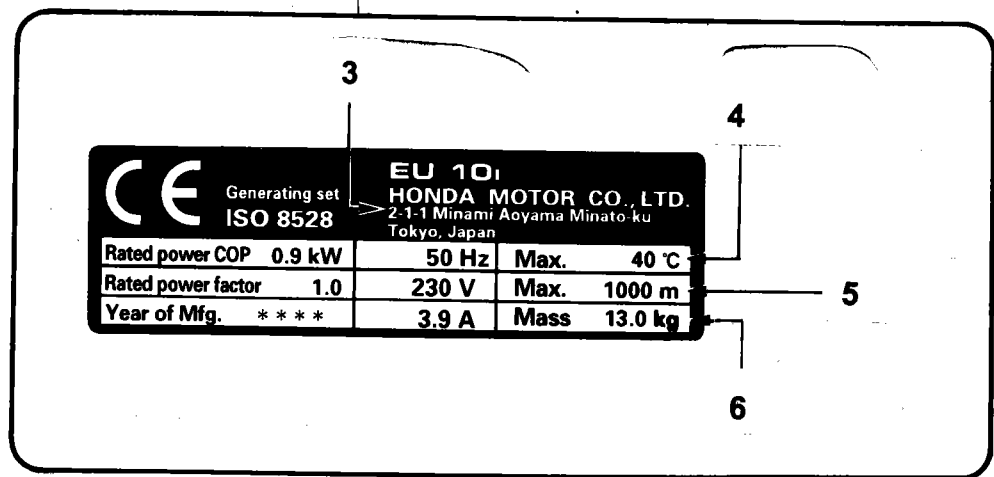 3
4
CE
Generating set
ISO 8528
EU 10i
HONDA MOTOR CO., LTD.
2-1-1 Minami Aoyama Minato-ku
Tokyo, Japan
Rated power COP 0.9 kW 50 Hz Max. 40 ℃
Rated power factor 1.0 230 V Max. 1000 m
5
Year of Mfg. **** 3.9 A Mass 13.0 kg
6